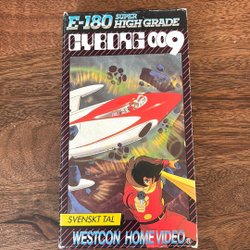 E-180 SUPER HIGH GRADE
CYBORG 009
SVENSKT TAL
WESTCON HOME VIDEO